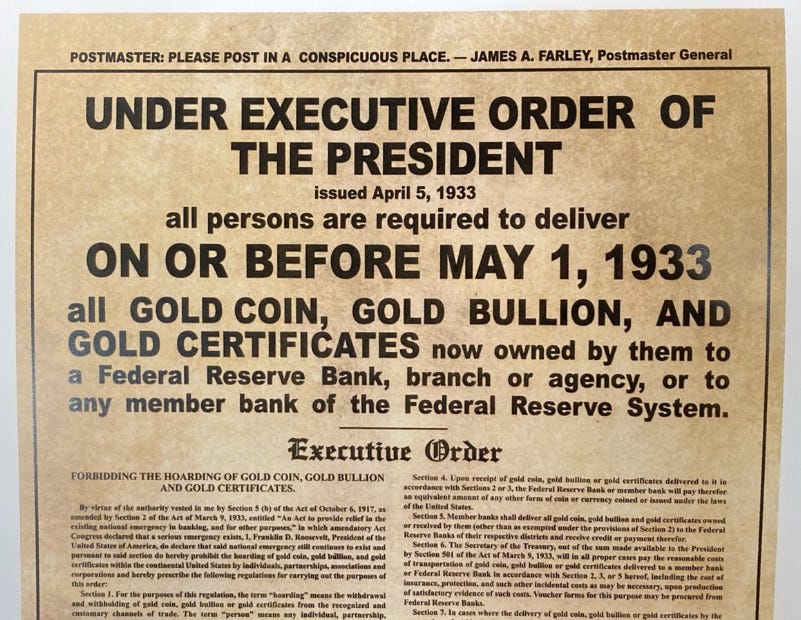 POSTMASTER: PLEASE POST IN A CONSPICUOUS PLACE. — JAMES A. FARLEY, Postmaster General
UNDER EXECUTIVE ORDER OF
THE PRESIDENT
issued April 5, 1933
all persons are required to deliver
ON OR BEFORE MAY 1, 1933
all GOLD COIN, GOLD BULLION, AND
GOLD CERTIFICATES now owned by them to
a Federal Reserve Bank, branch or agency, or to
any member bank of the Federal Reserve System.
Executive Order
FORBIDDING THE HOARDING OF GOLD COIN, GOLD BULLION
AND GOLD CERTIFICATES.
By virtue of the authority vested in me by Section 5 (b) of the Act of October 6, 1917, as
amended by Section 2 of the Act of March 9, 1933, entitled “An Act to provide relief in the
existing national emergency in banking, and for other purposes,” in which amendatory Act
Congress declared that a serious emergency exists, I, Franklin D. Roosevelt, President of the
United States of America, do declare that said national emergency still continues to exist and
pursuant to said section do hereby prohibit the hoarding of gold coin, gold bullion, and gold
certificates within the continental United States by individuals, partnerships, associations and
corporations and hereby prescribe the following regulations for carrying out the purposes of
this order:
Section 1. For the purposes of this regulation, the term “hoarding” means the withdrawal
and withholding of gold coin, gold bullion or gold certificates from the recognized and
customary channels of trade. The term “person” means any individual, partnership,
Section 4. Upon receipt of gold coin, gold bullion or gold certificates delivered to it in
accordance with Sections 2 or 3, the Federal Reserve Bank or member bank will pay therefor
an equivalent amount of any other form of coin or currency coined or issued under the laws
of the United States.
Section 5. Member banks shall deliver all gold coin, gold bullion and gold certificates owned
or received by them (other than as exempted under the provisions of Section 2) to the Federal
Reserve Banks of their respective districts and receive credit or payment therefor.
Section 6. The Secretary of the Treasury, out of the sum made available to the President
by Section 501 of the Act of March 9, 1933, will in all proper cases pay the reasonable costs
of transportation of gold coin, gold bullion or gold certificates delivered to a member bank
or Federal Reserve Bank in accordance with Section 2, 3, or 5 hereof, including the cost of
insurance, protection, and such other incidental costs as may be necessary, upon production
of satisfactory evidence of such costs. Voucher forms for this purpose may be procured from
Federal Reserve Banks.
Section 7. In cases where the delivery of gold coin, gold bullion or gold certificates by the